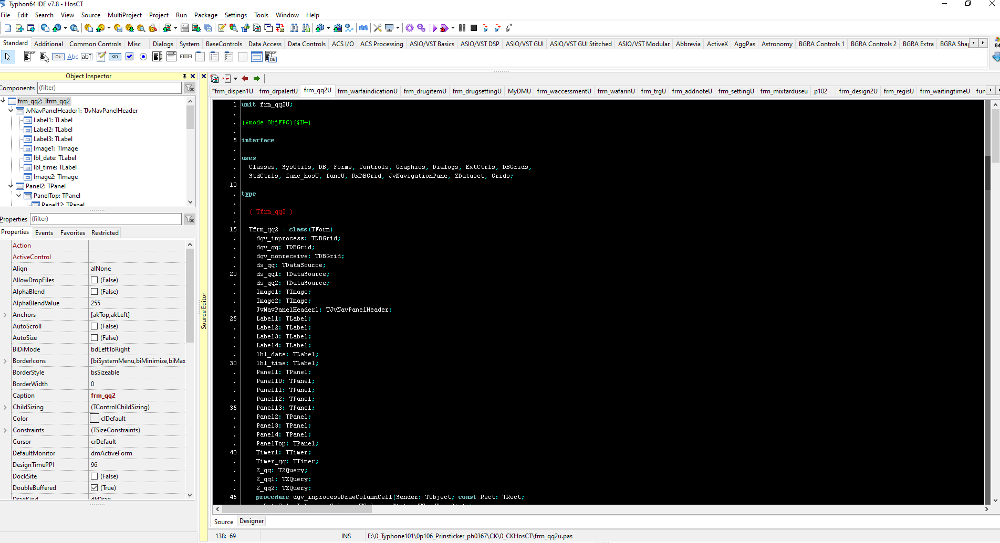 Typhon64 IDE v7.8 - HosCT
File Edit Search View Source MultiProject Project Run Package Settings Tools Window Help
Standard Additional Common Controls Misc Dialogs System BaseControls Data Access Data Controls ACS I/O ACS Processing ASIO/VST Basics ASIO/VST DSP ASIO/VST GUI ASIO/VST GUI Stitched ASIO/VST Modular Abbrevia ActiveX AggPas Astronomy BGRA Controls 1 BGRA Controls 2 BGRA Extra BGRA Sha
64
Ok Abc abI on Ok
Object Inspector
Components (filter)
frm_qq2: Tfrm_qq2
JvNavPanelHeader1: TJvNavPanelHeader
Label1: TLabel
Label2: TLabel
Label3: TLabel
Image1: TImage
lbl_date: TLabel
lbl_time: TLabel
Image2: TImage
Panel2: TPanel
PanelTop: TPanel
Panel12: TPanel
Properties (filter)
Properties Events Favorites Restricted
Action
ActiveControl
Align alNone
AllowDropFiles (False)
AlphaBlend (False)
AlphaBlendValue 255
Anchors [akTop,akLeft]
AutoScroll (False)
AutoSize (False)
BiDiMode bdLeftToRight
BorderIcons [biSystemMenu,biMinimize,biMax
BorderStyle bsSizeable
BorderWidth 0
Caption frm_qq2
ChildSizing (TControlChildSizing)
Color clDefault
Constraints (TSizeConstraints)
Cursor crDefault
DefaultMonitor dmActiveForm
DesignTimePPI 96
DockSite (False)
DoubleBuffered (True)
DragKind dkDrag
Source Editor
*frm_dispen1U frm_drpalertU frm_qq2U frm_warfaindicationU frm_drugitemU frm_drugsettingU MyDMU frm_waccessmentU frm_wafarinU frm_trgU frm_addnoteU frm_settingU frm_mixtarduseu p102 frm_design2U frm_regisU frm_waitingtimeU fun
1 unit frm_qq2U;
.
. {$mode ObjFPC}{$H+}
.
5 interface
.
. uses
. Classes, SysUtils, DB, Forms, Controls, Graphics, Dialogs, ExtCtrls, DBGrids,
. StdCtrls, func_hosU, funcU, RxDBGrid, JvNavigationPane, ZDataset, Grids;
10
. type
.
. { Tfrm_qq2 }
.
15 Tfrm_qq2 = class(TForm)
. dgv_inprocess: TDBGrid;
. dgv_qq: TDBGrid;
. dgv_nonreceive: TDBGrid;
. ds_qq: TDataSource;
20 ds_qq1: TDataSource;
. ds_qq2: TDataSource;
. Image1: TImage;
. Image2: TImage;
. JvNavPanelHeader1: TJvNavPanelHeader;
25 Label1: TLabel;
. Label2: TLabel;
. Label3: TLabel;
. Label4: TLabel;
. lbl_date: TLabel;
30 lbl_time: TLabel;
. Panel1: TPanel;
. Panel10: TPanel;
. Panel11: TPanel;
. Panel12: TPanel;
35 Panel13: TPanel;
. Panel2: TPanel;
. Panel3: TPanel;
. Panel4: TPanel;
. PanelTop: TPanel;
40 Timer1: TTimer;
. Timer_qq: TTimer;
. Z_qq: TZQuery;
. Z_qq1: TZQuery;
. Z_qq2: TZQuery;
45 procedure dgv_inprocessDrawColumnCell(Sender: TObject; const Rect: TRect;
Source Designer
138: 69 INS E:\0_Typhone101\0p106_Prinsticker_ph0367\CK\0_CKHosCT\frm_qq2u.pas